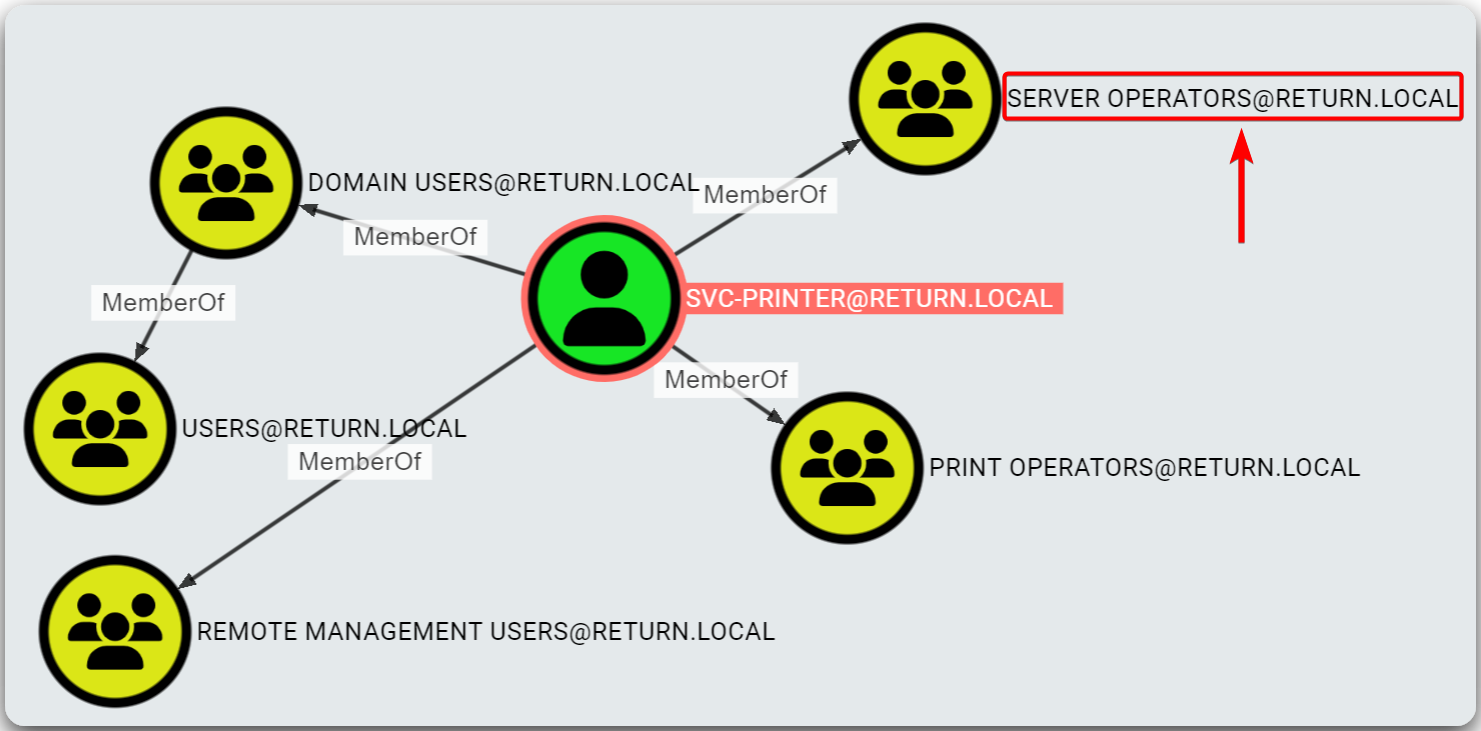 SERVER OPERATORS@RETURN.LOCAL
DOMAIN USERS@RETURN.LOCAL
MemberOf
MemberOf
MemberOf
SVC-PRINTER@RETURN.LOCAL
MemberOf
USERS@RETURN.LOCAL
MemberOf
PRINT OPERATORS@RETURN.LOCAL
REMOTE MANAGEMENT USERS@RETURN.LOCAL